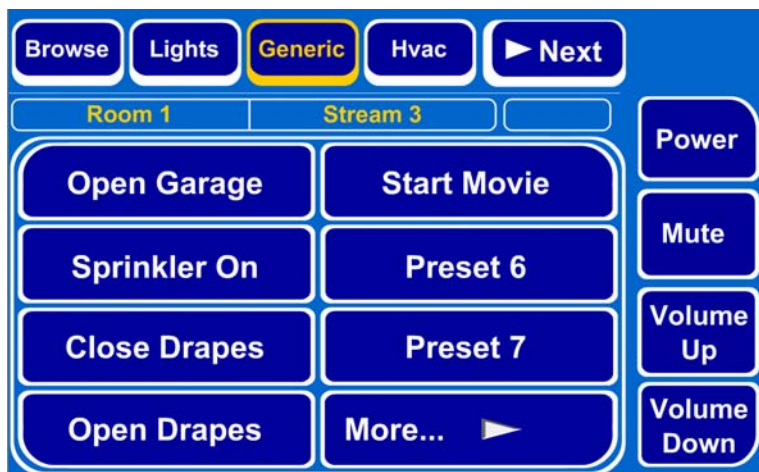 Browse
Lights
Generic
Hvac
Next
Room 1
Stream 3
Open Garage
Start Movie
Sprinkler On
Preset 6
Close Drapes
Preset 7
Open Drapes
More...
Power
Mute
Volume
Up
Volume
Down